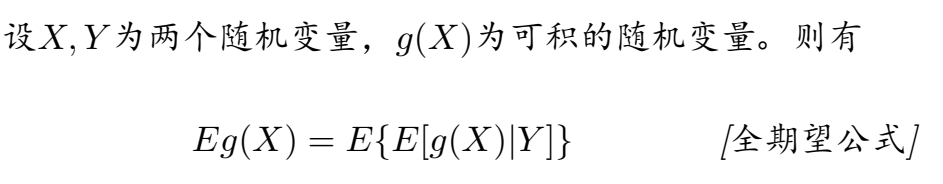 设X, Y为两个随机变量，g(X)为可积的随机变量。则有
Eg(X) = E{E[g(X)|Y]} [全期望公式]